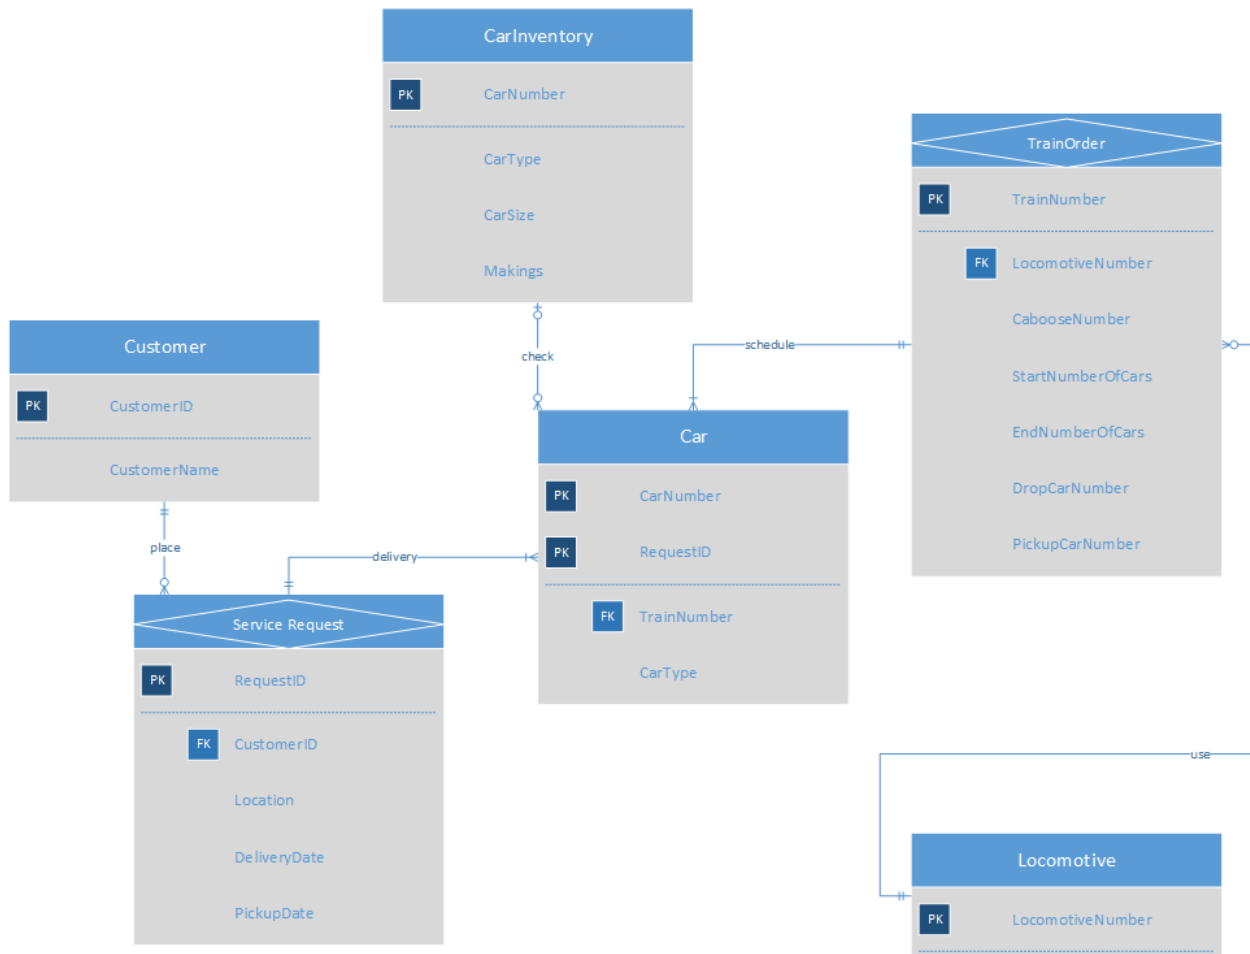 CarInventory
PK CarNumber
CarType
CarSize
Makings
check
Customer
PK CustomerID
CustomerName
place
Service Request
PK RequestID
FK CustomerID
Location
DeliveryDate
PickupDate
delivery
Car
PK CarNumber
PK RequestID
FK TrainNumber
CarType
schedule
TrainOrder
PK TrainNumber
FK LocomotiveNumber
CabooseNumber
StartNumberOfCars
EndNumberOfCars
DropCarNumber
PickupCarNumber
use
Locomotive
PK LocomotiveNumber